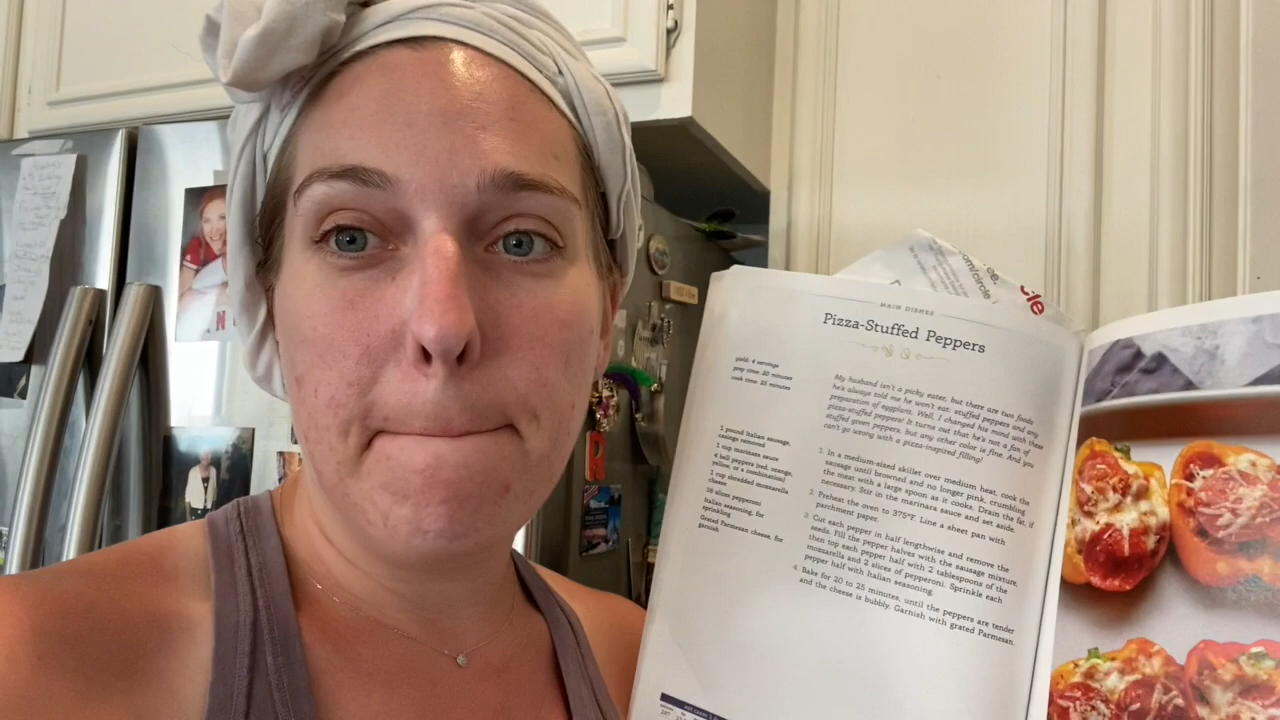 ee.
om/circle
cle
MAIN DISHES
Pizza-Stuffed Peppers
yield: 4 servings
prep time: 20 minutes
cook time: 25 minutes
My husband isn't a picky eater, but there are two foods
he's always told me he won't eat: stuffed peppers and any
preparation of eggplant. Well, I changed his mind with these
pizza-stuffed peppers! It turns out that he's not a fan of
stuffed green peppers, but any other color is fine. And you
can't go wrong with a pizza-inspired filling!
1 pound Italian sausage,
casings removed
1 cup marinara sauce
4 bell peppers (red, orange,
yellow, or a combination)
1 cup shredded mozzarella
cheese
16 slices pepperoni
Italian seasoning, for
sprinkling
Grated Parmesan cheese, for
garnish
1. In a medium-sized skillet over medium heat, cook the
sausage until browned and no longer pink, crumbling
the meat with a large spoon as it cooks. Drain the fat, if
necessary. Stir in the marinara sauce and set aside.
2. Preheat the oven to 375°F. Line a sheet pan with
parchment paper.
3. Cut each pepper in half lengthwise and remove the
seeds. Fill the pepper halves with the sausage mixture,
then top each pepper half with 2 tablespoons of the
mozzarella and 2 slices of pepperoni. Sprinkle each
pepper half with Italian seasoning.
4. Bake for 20 to 25 minutes, until the peppers are tender
and the cheese is bubbly. Garnish with grated Parmesan.
N
R